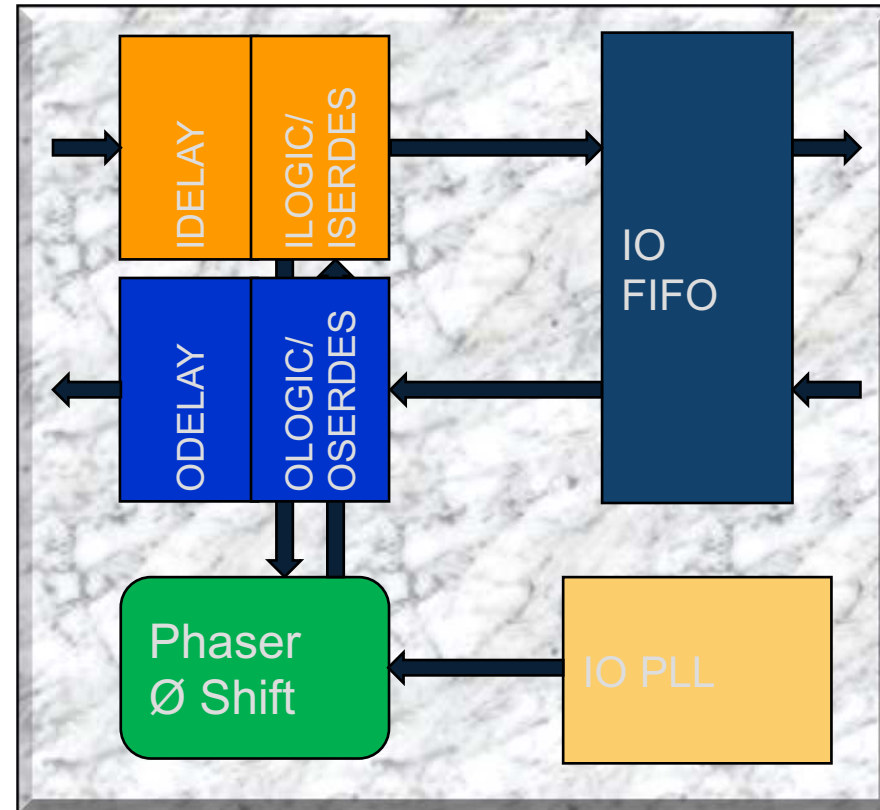 IDELAY
ILOGIC/
ISERDES
IO
FIFO
ODELAY
OLOGIC/
OSERDES
Phaser
Ø Shift
IO PLL